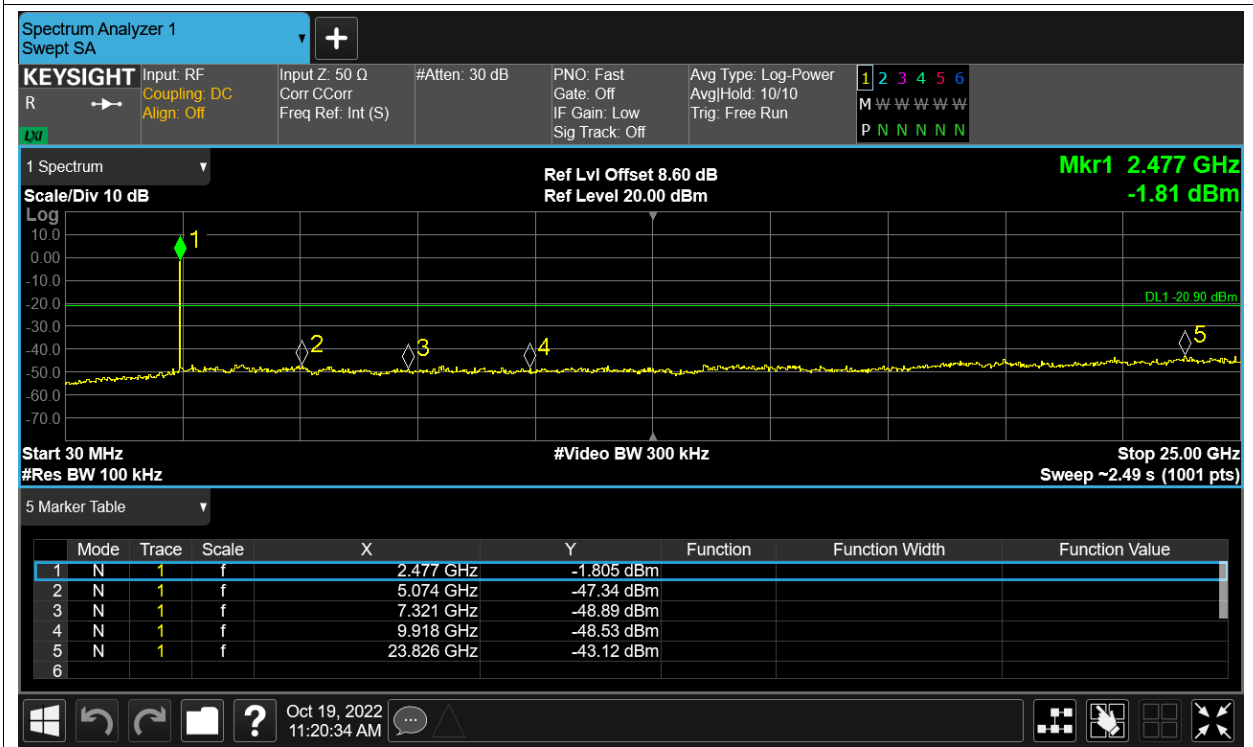 Spectrum Analyzer 1
Swept SA
KEYSIGHT
R
LXI
Input: RF
Coupling: DC
Align: Off
Input Z: 50 Ω
Corr CCorr
Freq Ref: Int (S)
#Atten: 30 dB
PNO: Fast
Gate: Off
IF Gain: Low
Sig Track: Off
Avg Type: Log-Power
Avg|Hold: 10/10
Trig: Free Run
1 2 3 4 5 6
M W W W W W
P N N N N N
1 Spectrum
Scale/Div 10 dB
Ref Lvl Offset 8.60 dB
Ref Level 20.00 dBm
Mkr1 2.477 GHz
-1.81 dBm
Log
10.0
0.00
-10.0
-20.0
-30.0
-40.0
-50.0
-60.0
-70.0
1
2
3
4
5
DL1 -20.90 dBm
Start 30 MHz
#Res BW 100 kHz
#Video BW 300 kHz
Stop 25.00 GHz
Sweep ~2.49 s (1001 pts)
5 Marker Table
Mode Trace Scale X Y Function Function Width Function Value
1 N 1 f 2.477 GHz -1.805 dBm
2 N 1 f 5.074 GHz -47.34 dBm
3 N 1 f 7.321 GHz -48.89 dBm
4 N 1 f 9.918 GHz -48.53 dBm
5 N 1 f 23.826 GHz -43.12 dBm
6
?
Oct 19, 2022
11:20:34 AM